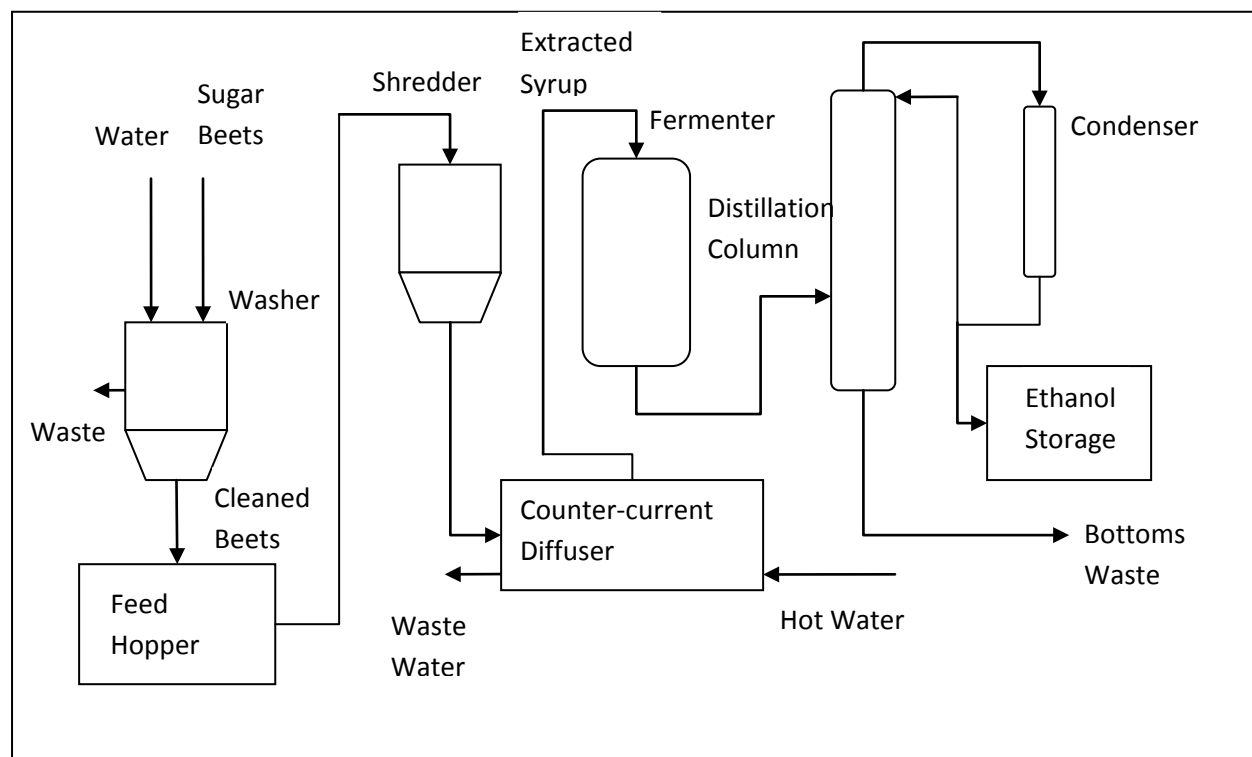 Extracted
Syrup
Shredder
Sugar
Beets
Water
Fermenter
Condenser
Distillation
Column
Washer
Waste
Ethanol
Storage
Cleaned
Beets
Counter-current
Diffuser
Bottoms
Waste
Feed
Hopper
Hot Water
Waste
Water